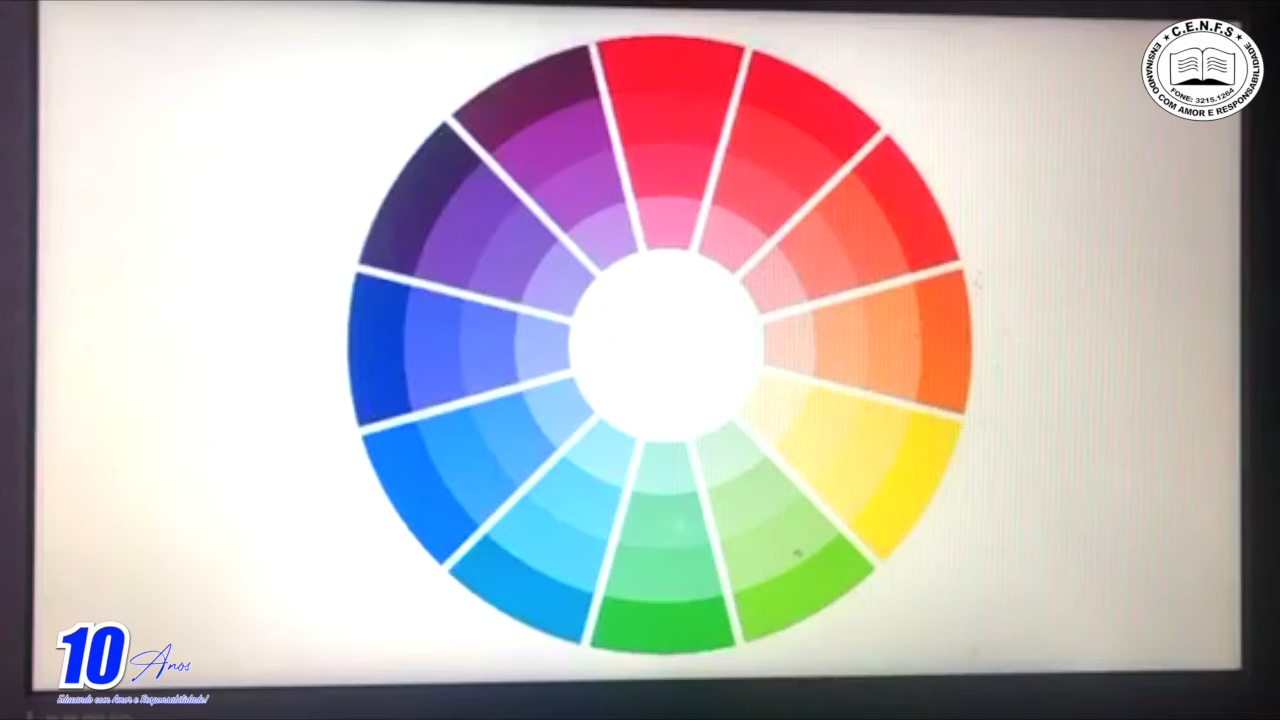 ★ C.E.N.F.S ★
ENSINANDO COM AMOR E RESPONSABILIDADE
FONE: 3215.1264
10 Anos
Educando com Amor e Responsabilidade!